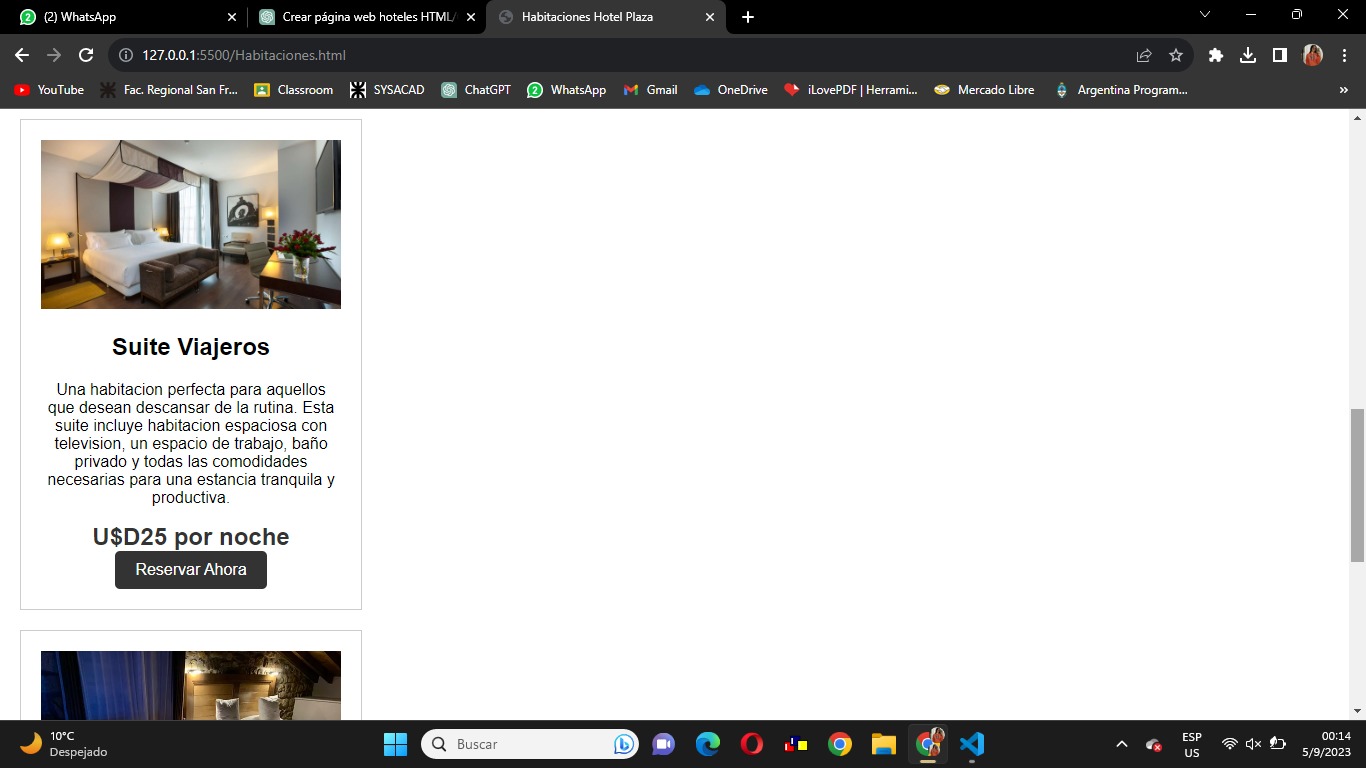 (2) WhatsApp
Crear página web hoteles HTML/
Habitaciones Hotel Plaza
127.0.0.1:5500/Habitaciones.html
YouTube
Fac. Regional San Fr...
Classroom
SYSACAD
ChatGPT
WhatsApp
Gmail
OneDrive
iLovePDF | Herrami...
Mercado Libre
Argentina Program...
»
Suite Viajeros
Una habitacion perfecta para aquellos
que desean descansar de la rutina. Esta
suite incluye habitacion espaciosa con
television, un espacio de trabajo, baño
privado y todas las comodidades
necesarias para una estancia tranquila y
productiva.
U$D25 por noche
Reservar Ahora
10°C
Despejado
Buscar
ESP
US
00:14
5/9/2023